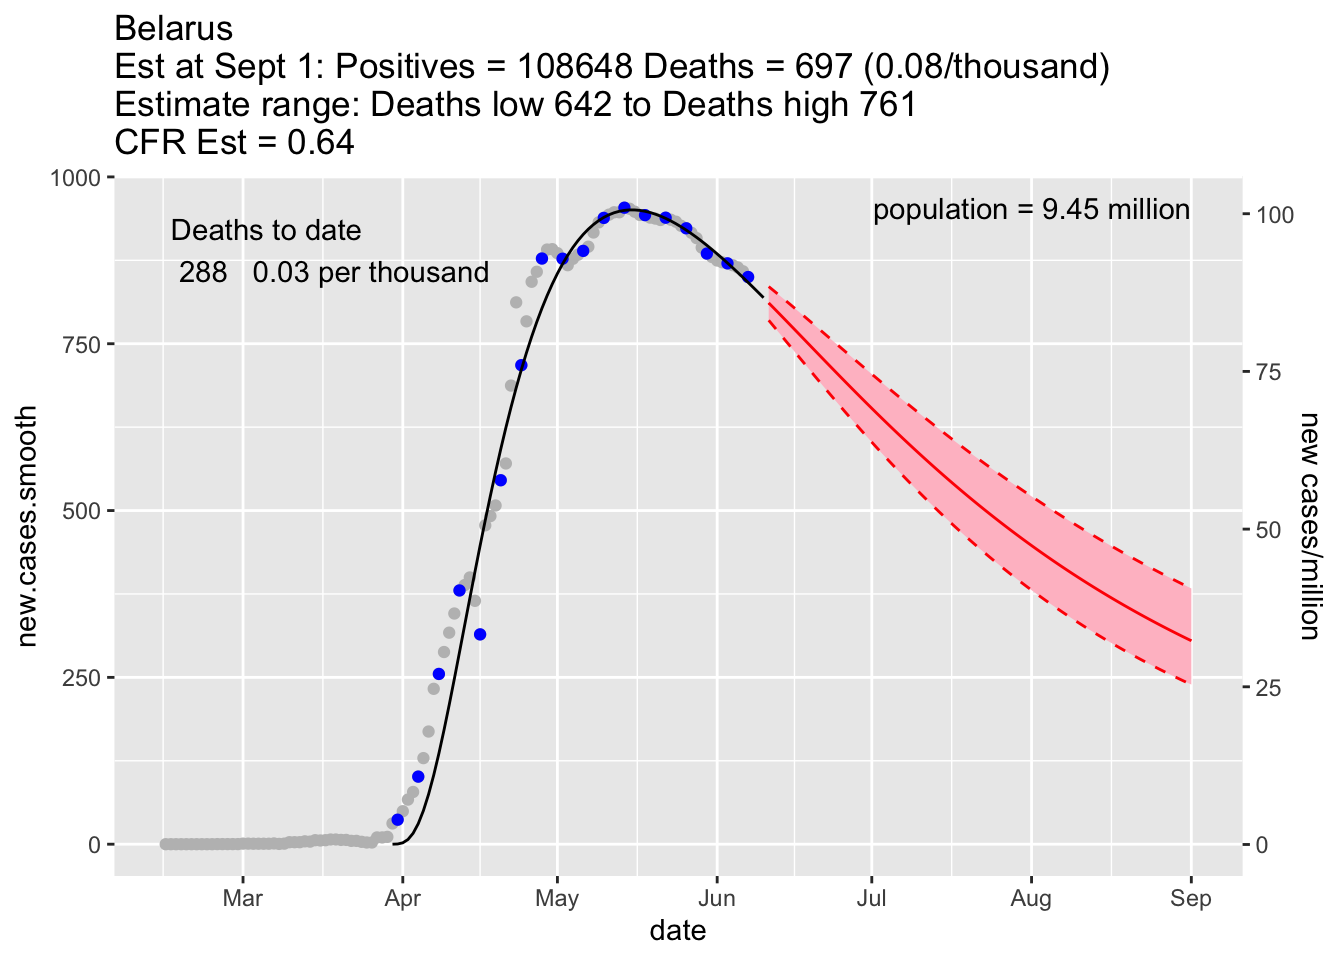 Belarus
Est at Sept 1: Positives = 108648 Deaths = 697 (0.08/thousand)
Estimate range: Deaths low 642 to Deaths high 761
CFR Est = 0.64
Deaths to date
288 0.03 per thousand
population = 9.45 million
new.cases.smooth
1000
750
500
250
0
100
75
50
25
0
new cases/million
Mar Apr May Jun Jul Aug Sep
date